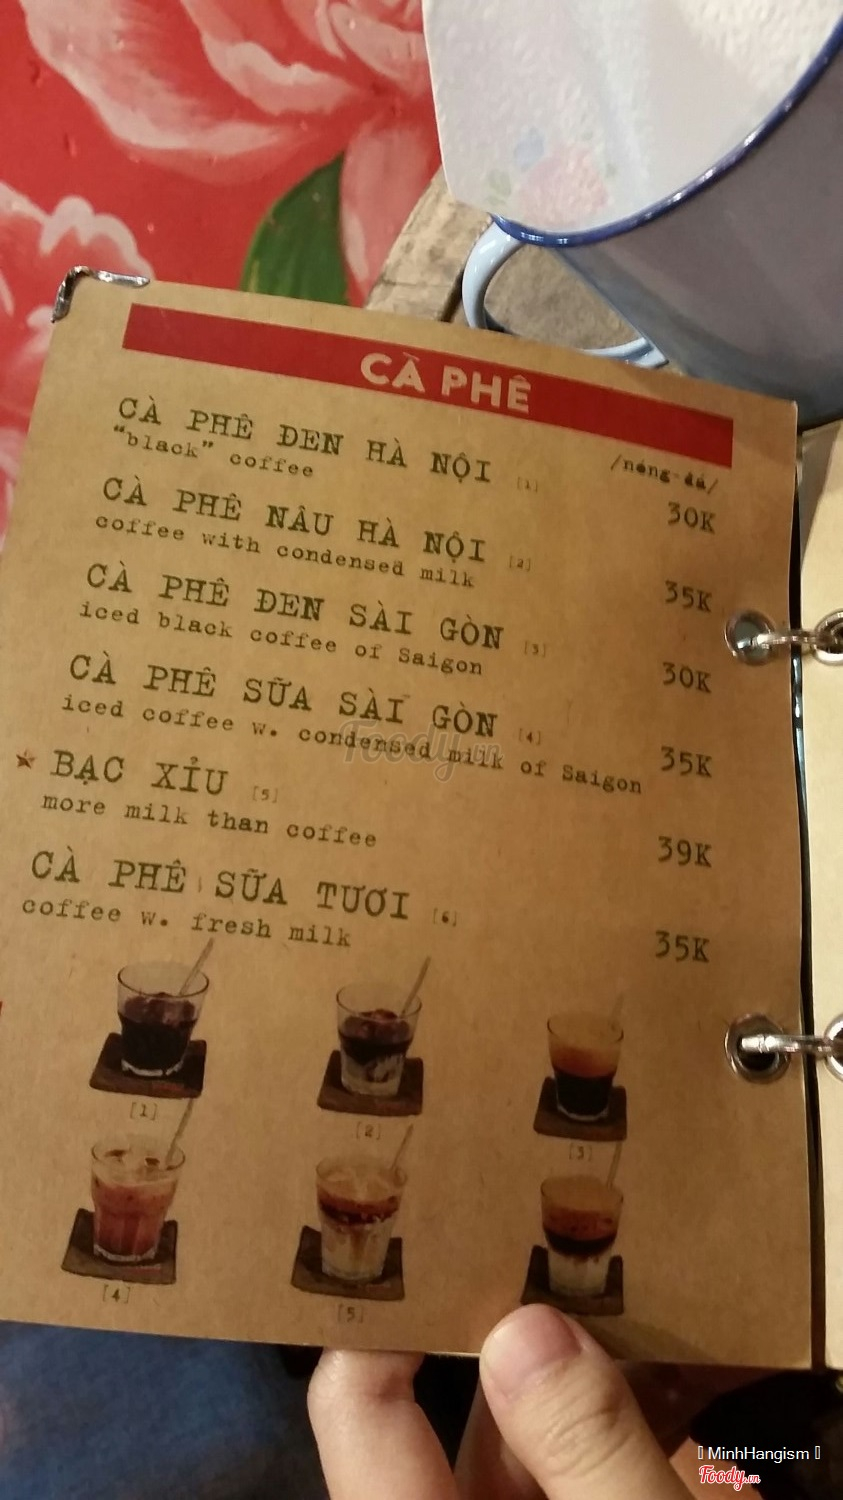 CÀ PHÊ
/nóng-đá/
CÀ PHÊ ĐEN HÀ NỘI [1] 30K
"black" coffee
CÀ PHÊ NÂU HÀ NỘI [2] 35K
coffee with condensed milk
CÀ PHÊ ĐEN SÀI GÒN [3] 30K
iced black coffee of Saigon
CÀ PHÊ SỮA SÀI GÒN [4] 35K
iced coffee w. condensed milk of Saigon
BẠC XỈU [5] 39K
more milk than coffee
CÀ PHÊ SỮA TƯƠI [6] 35K
coffee w. fresh milk
[1] [2] [3]
[4] [5]
Foody.vn
MinhHangism
Foody.vn